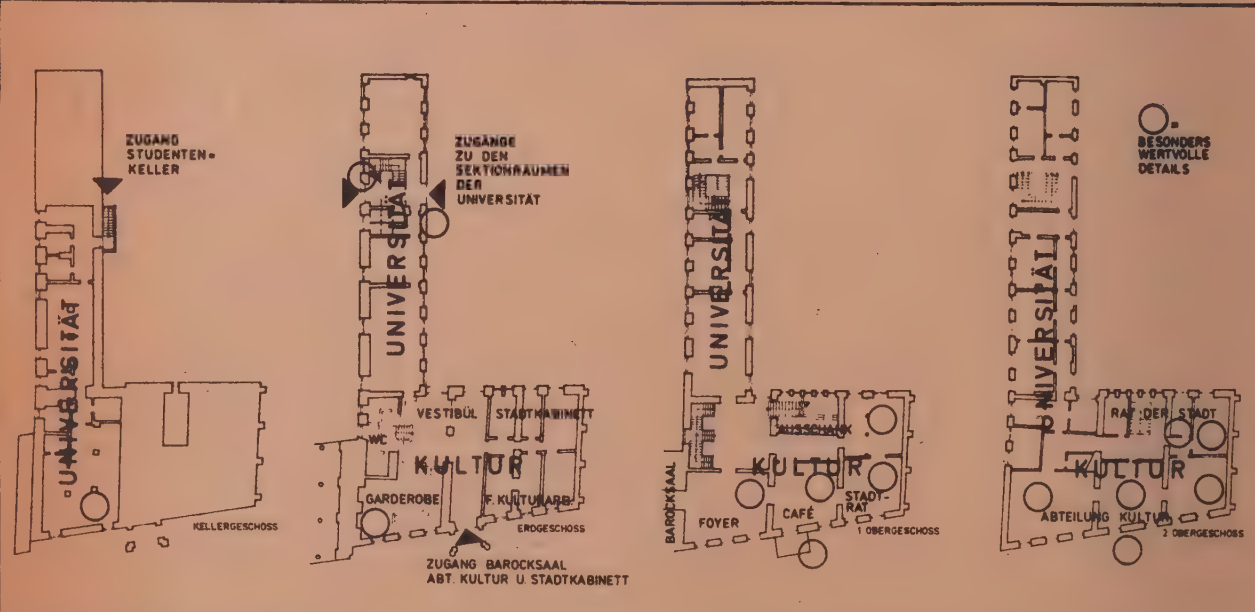 ZUGANG
STUDENTEN-
KELLER
UNIVERSITÄT
KELLERGESCHOSS
ZUGÄNGE
ZU DEN
SEKTIONRÄUMEN
DER
UNIVERSITÄT
UNIVERSITÄT
VESTIBÜL STADTKABINETT
WC
KULTUR
GARDEROBE F. KULTURARB.
ERDGESCHOSS
ZUGANG BAROCKSAAL
ABT. KULTUR U. STADTKABINETT
UNIVERSITÄT
AUSSCHANK
KULTUR
BAROCKSAAL
STADT-
RAT
FOYER CAFÉ
1 OBERGESCHOSS
=
BESONDERS
WERTVOLLE
DETAILS
UNIVERSITÄT
RAT DER STADT
KULTUR
ABTEILUNG KULTUR
2 OBERGESCHOSS